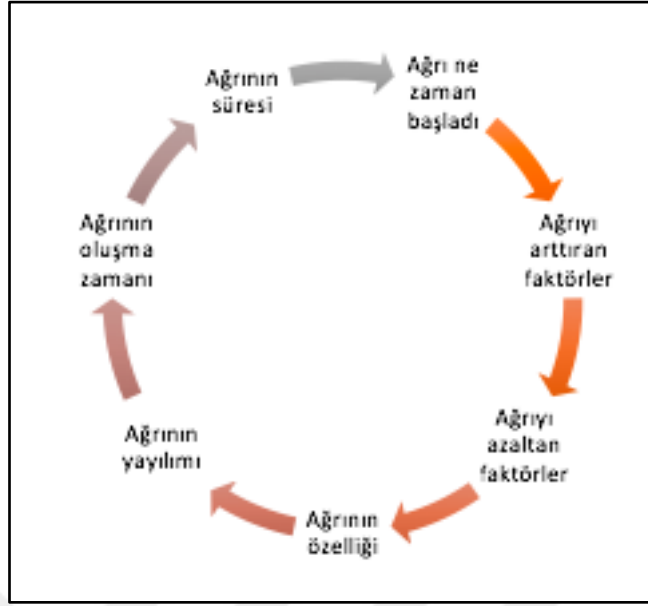 Ağrının
süresi
Ağrı ne
zaman
başladı
Ağrıyı
arttıran
faktörler
Ağrıyı
azaltan
faktörler
Ağrının
özelliği
Ağrının
yayılımı
Ağrının
oluşma
zamanı